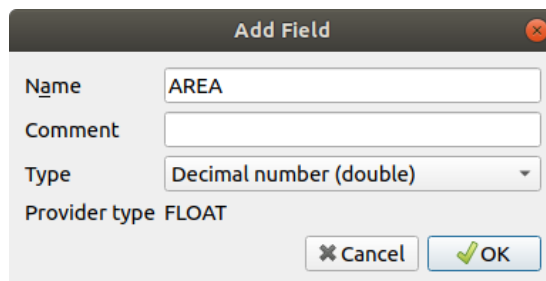 Add Field
Name AREA
Comment
Type Decimal number (double)
Provider type FLOAT
Cancel OK